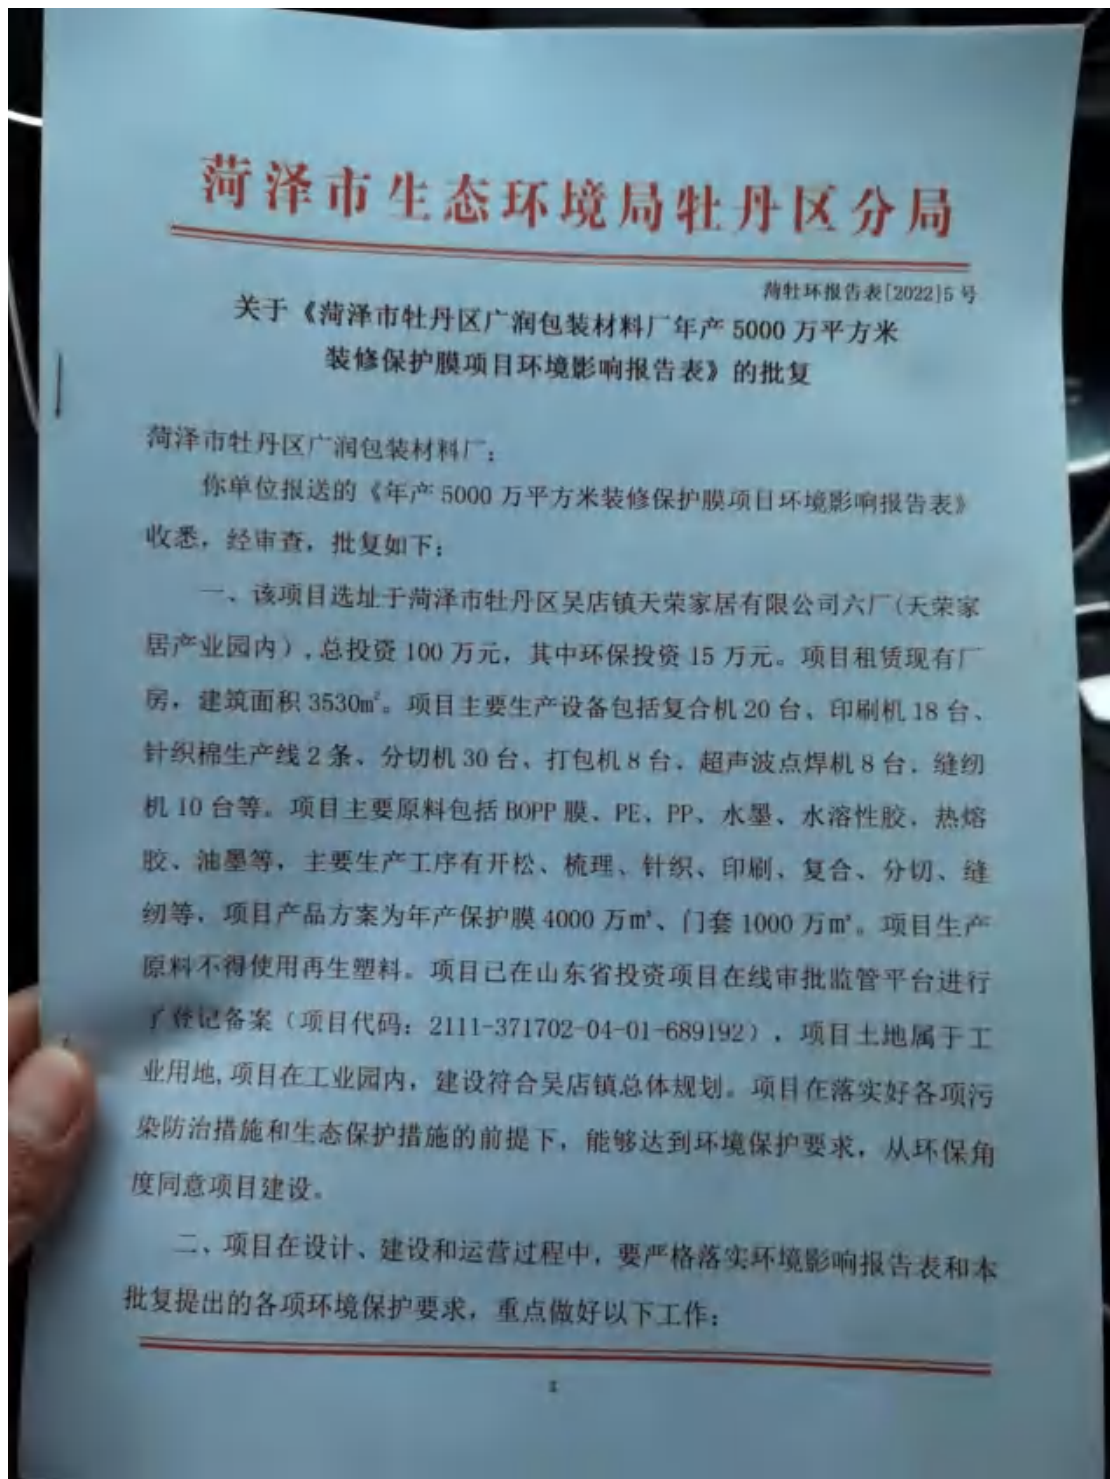 菏泽市生态环境局牡丹区分局
菏牡环报告表[2022]5号
关于《菏泽市牡丹区广润包装材料厂年产5000万平方米
装修保护膜项目环境影响报告表》的批复
菏泽市牡丹区广润包装材料厂：
你单位报送的《年产5000万平方米装修保护膜项目环境影响报告表》
收悉，经审查，批复如下：
一、该项目选址于菏泽市牡丹区吴店镇天荣家居有限公司六厂(天荣家
居产业园内）,总投资100万元，其中环保投资15万元。项目租赁现有厂
房，建筑面积3530㎡。项目主要生产设备包括复合机20台、印刷机18台、
针织棉生产线2条、分切机30台、打包机8台、超声波点焊机8台、缝纫
机10台等。项目主要原料包括BOPP膜、PE、PP、水墨、水溶性胶、热熔
胶、油墨等，主要生产工序有开松、梳理、针织、印刷、复合、分切、缝
纫等，项目产品方案为年产保护膜4000万㎡、门套1000万㎡。项目生产
原料不得使用再生塑料。项目已在山东省投资项目在线审批监管平台进行
了登记备案（项目代码：2111-371702-04-01-689192），项目土地属于工
业用地,项目在工业园内，建设符合吴店镇总体规划。项目在落实好各项污
染防治措施和生态保护措施的前提下，能够达到环境保护要求，从环保角
度同意项目建设。
二、项目在设计、建设和运营过程中，要严格落实环境影响报告表和本
批复提出的各项环境保护要求，重点做好以下工作：